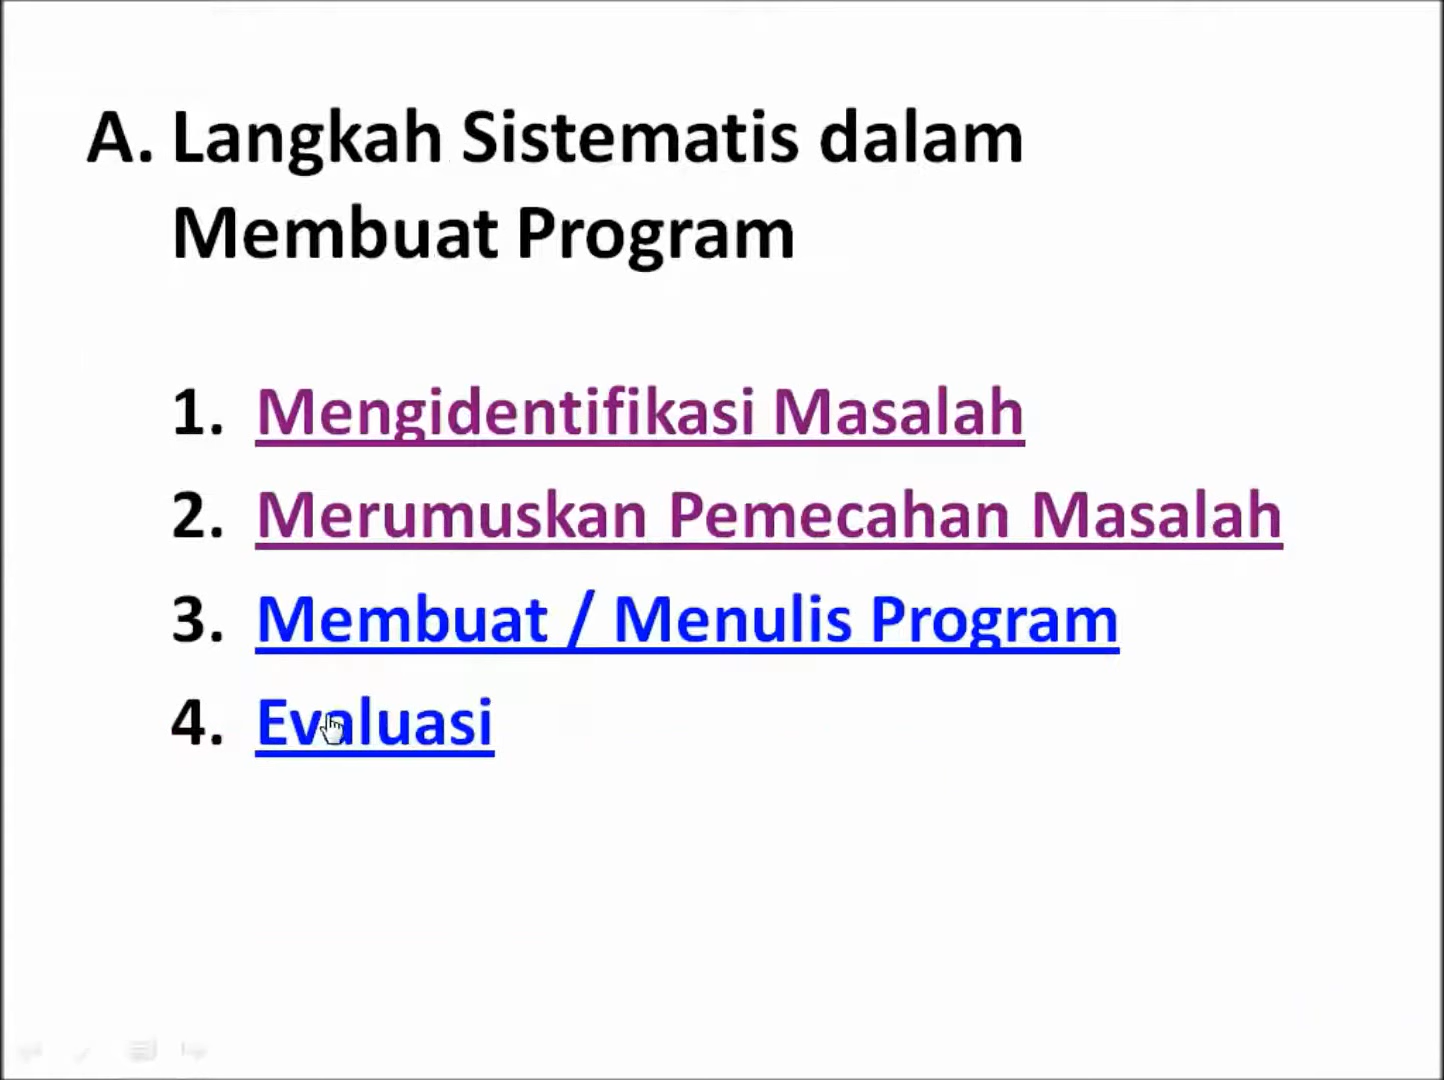 A. Langkah Sistematis dalam
Membuat Program
1. Mengidentifikasi Masalah
2. Merumuskan Pemecahan Masalah
3. Membuat / Menulis Program
4. Evaluasi